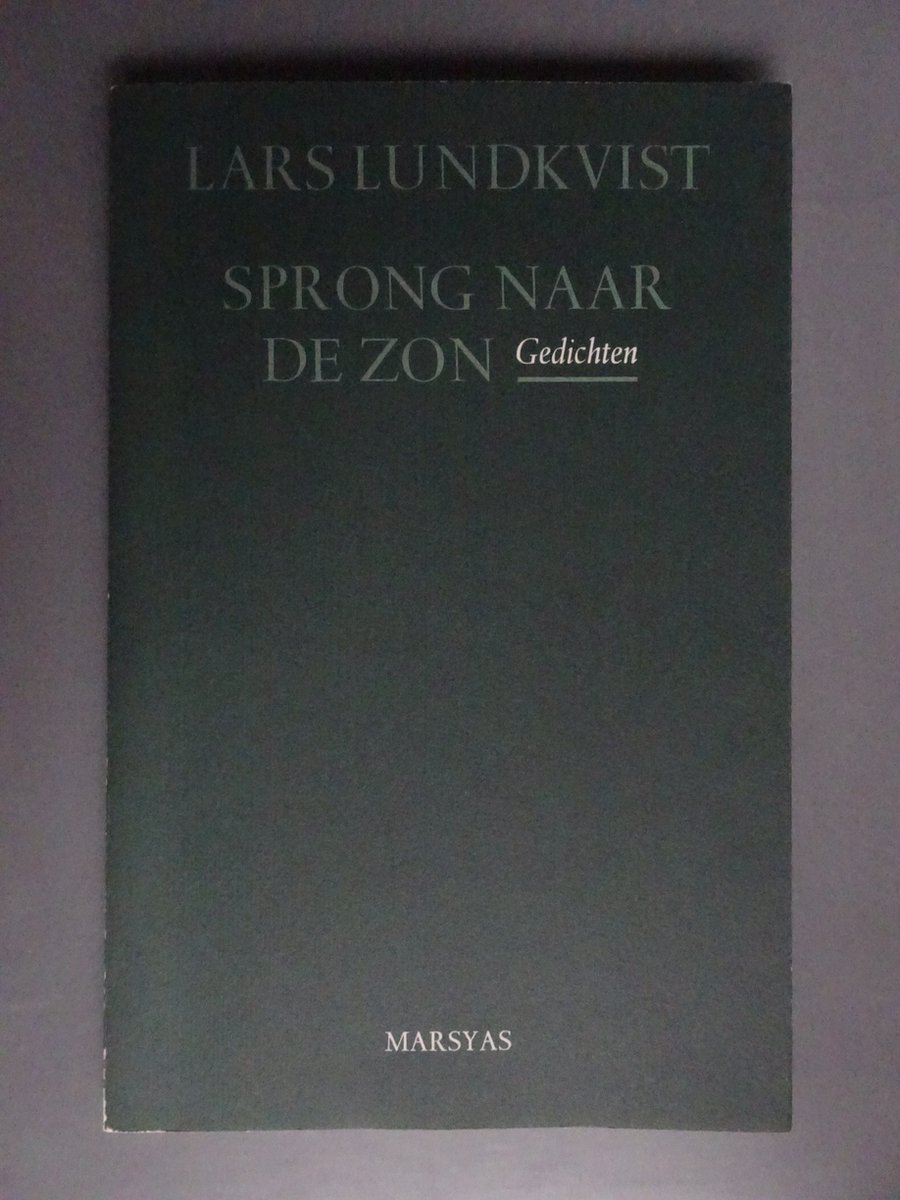 LARS LUNDKVIST
SPRONG NAAR
DE ZON Gedichten
MARSYAS